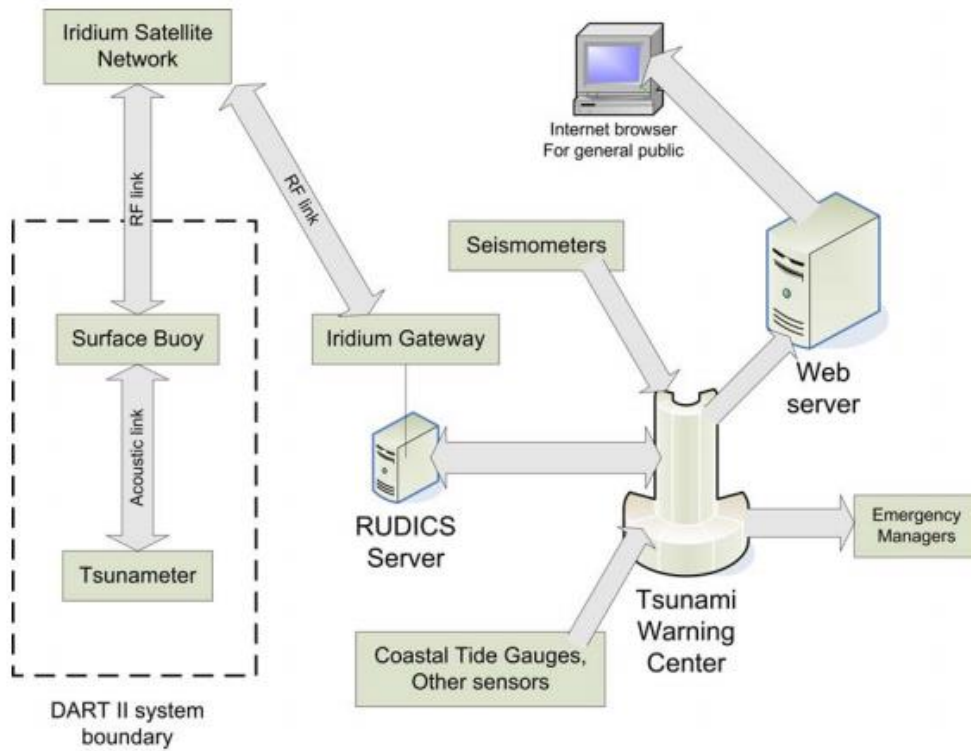 Iridium Satellite
Network
Internet browser
For general public
RF link
RF link
Seismometers
Surface Buoy
Iridium Gateway
Web
server
Acoustic link
RUDICS
Server
Emergency
Managers
Tsunameter
Tsunami
Warning
Center
Coastal Tide Gauges,
Other sensors
DART II system
boundary